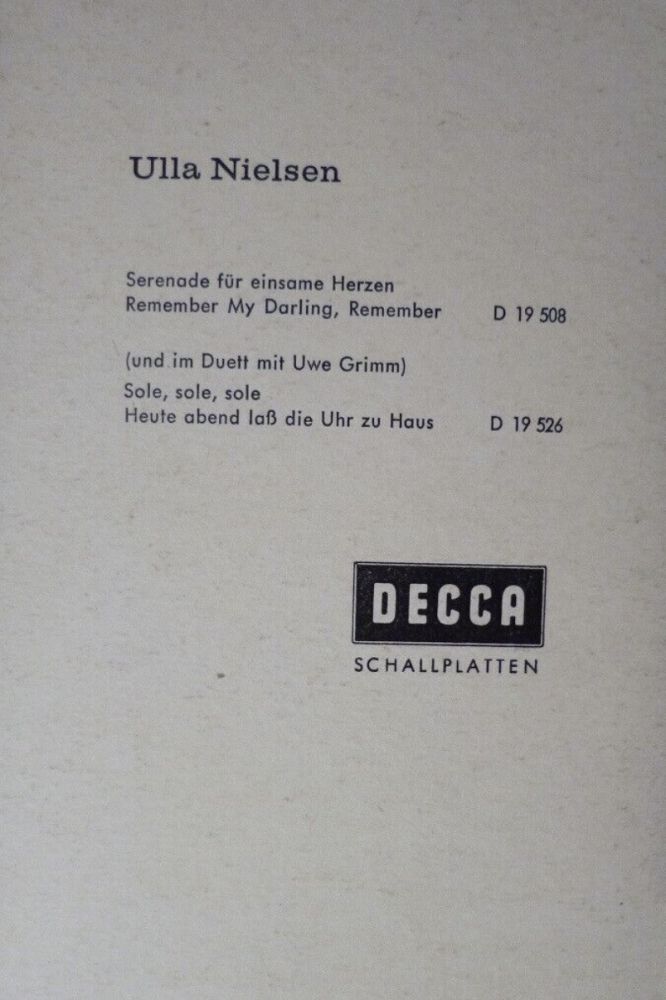 Ulla Nielsen
Serenade für einsame Herzen
Remember My Darling, Remember D 19 508
(und im Duett mit Uwe Grimm)
Sole, sole, sole
Heute abend laß die Uhr zu Haus D 19 526
DECCA
SCHALLPLATTEN